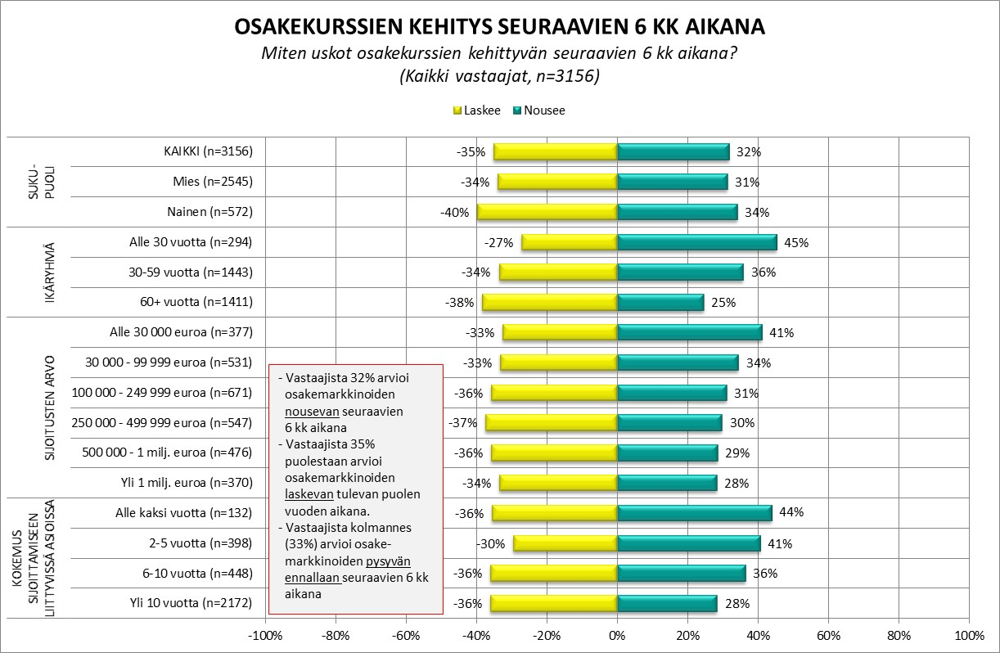 OSAKEKURSSIEN KEHITYS SEURAAVIEN 6 KK AIKANA
Miten uskot osakekurssien kehittyvän seuraavien 6 kk aikana?
(Kaikki vastaajat, n=3156)
Laskee Nousee
SUKU-
PUOLI
KAIKKI (n=3156) -35% 32%
Mies (n=2545) -34% 31%
Nainen (n=572) -40% 34%
IKÄRYHMÄ
Alle 30 vuotta (n=294) -27% 45%
30-59 vuotta (n=1443) -34% 36%
60+ vuotta (n=1411) -38% 25%
SIJOITUSTEN ARVO
Alle 30 000 euroa (n=377) -33% 41%
30 000 - 99 999 euroa (n=531) -33% 34%
100 000 - 249 999 euroa (n=671) -36% 31%
250 000 - 499 999 euroa (n=547) -37% 30%
500 000 - 1 milj. euroa (n=476) -36% 29%
Yli 1 milj. euroa (n=370) -34% 28%
KOKEMUS
SIJOITTAMISEEN
LIITTYVISSÄ ASIOISSA
Alle kaksi vuotta (n=132) -36% 44%
2-5 vuotta (n=398) -30% 41%
6-10 vuotta (n=448) -36% 36%
Yli 10 vuotta (n=2172) -36% 28%
- Vastaajista 32% arvioi
osakemarkkinoiden
nousevan seuraavien
6 kk aikana
- Vastaajista 35%
puolestaan arvioi
osakemarkkinoiden
laskevan tulevan puolen
vuoden aikana.
- Vastaajista kolmannes
(33%) arvioi osake-
markkinoiden pysyvän
ennallaan seuraavien 6 kk
aikana
-100% -80% -60% -40% -20% 0% 20% 40% 60% 80% 100%